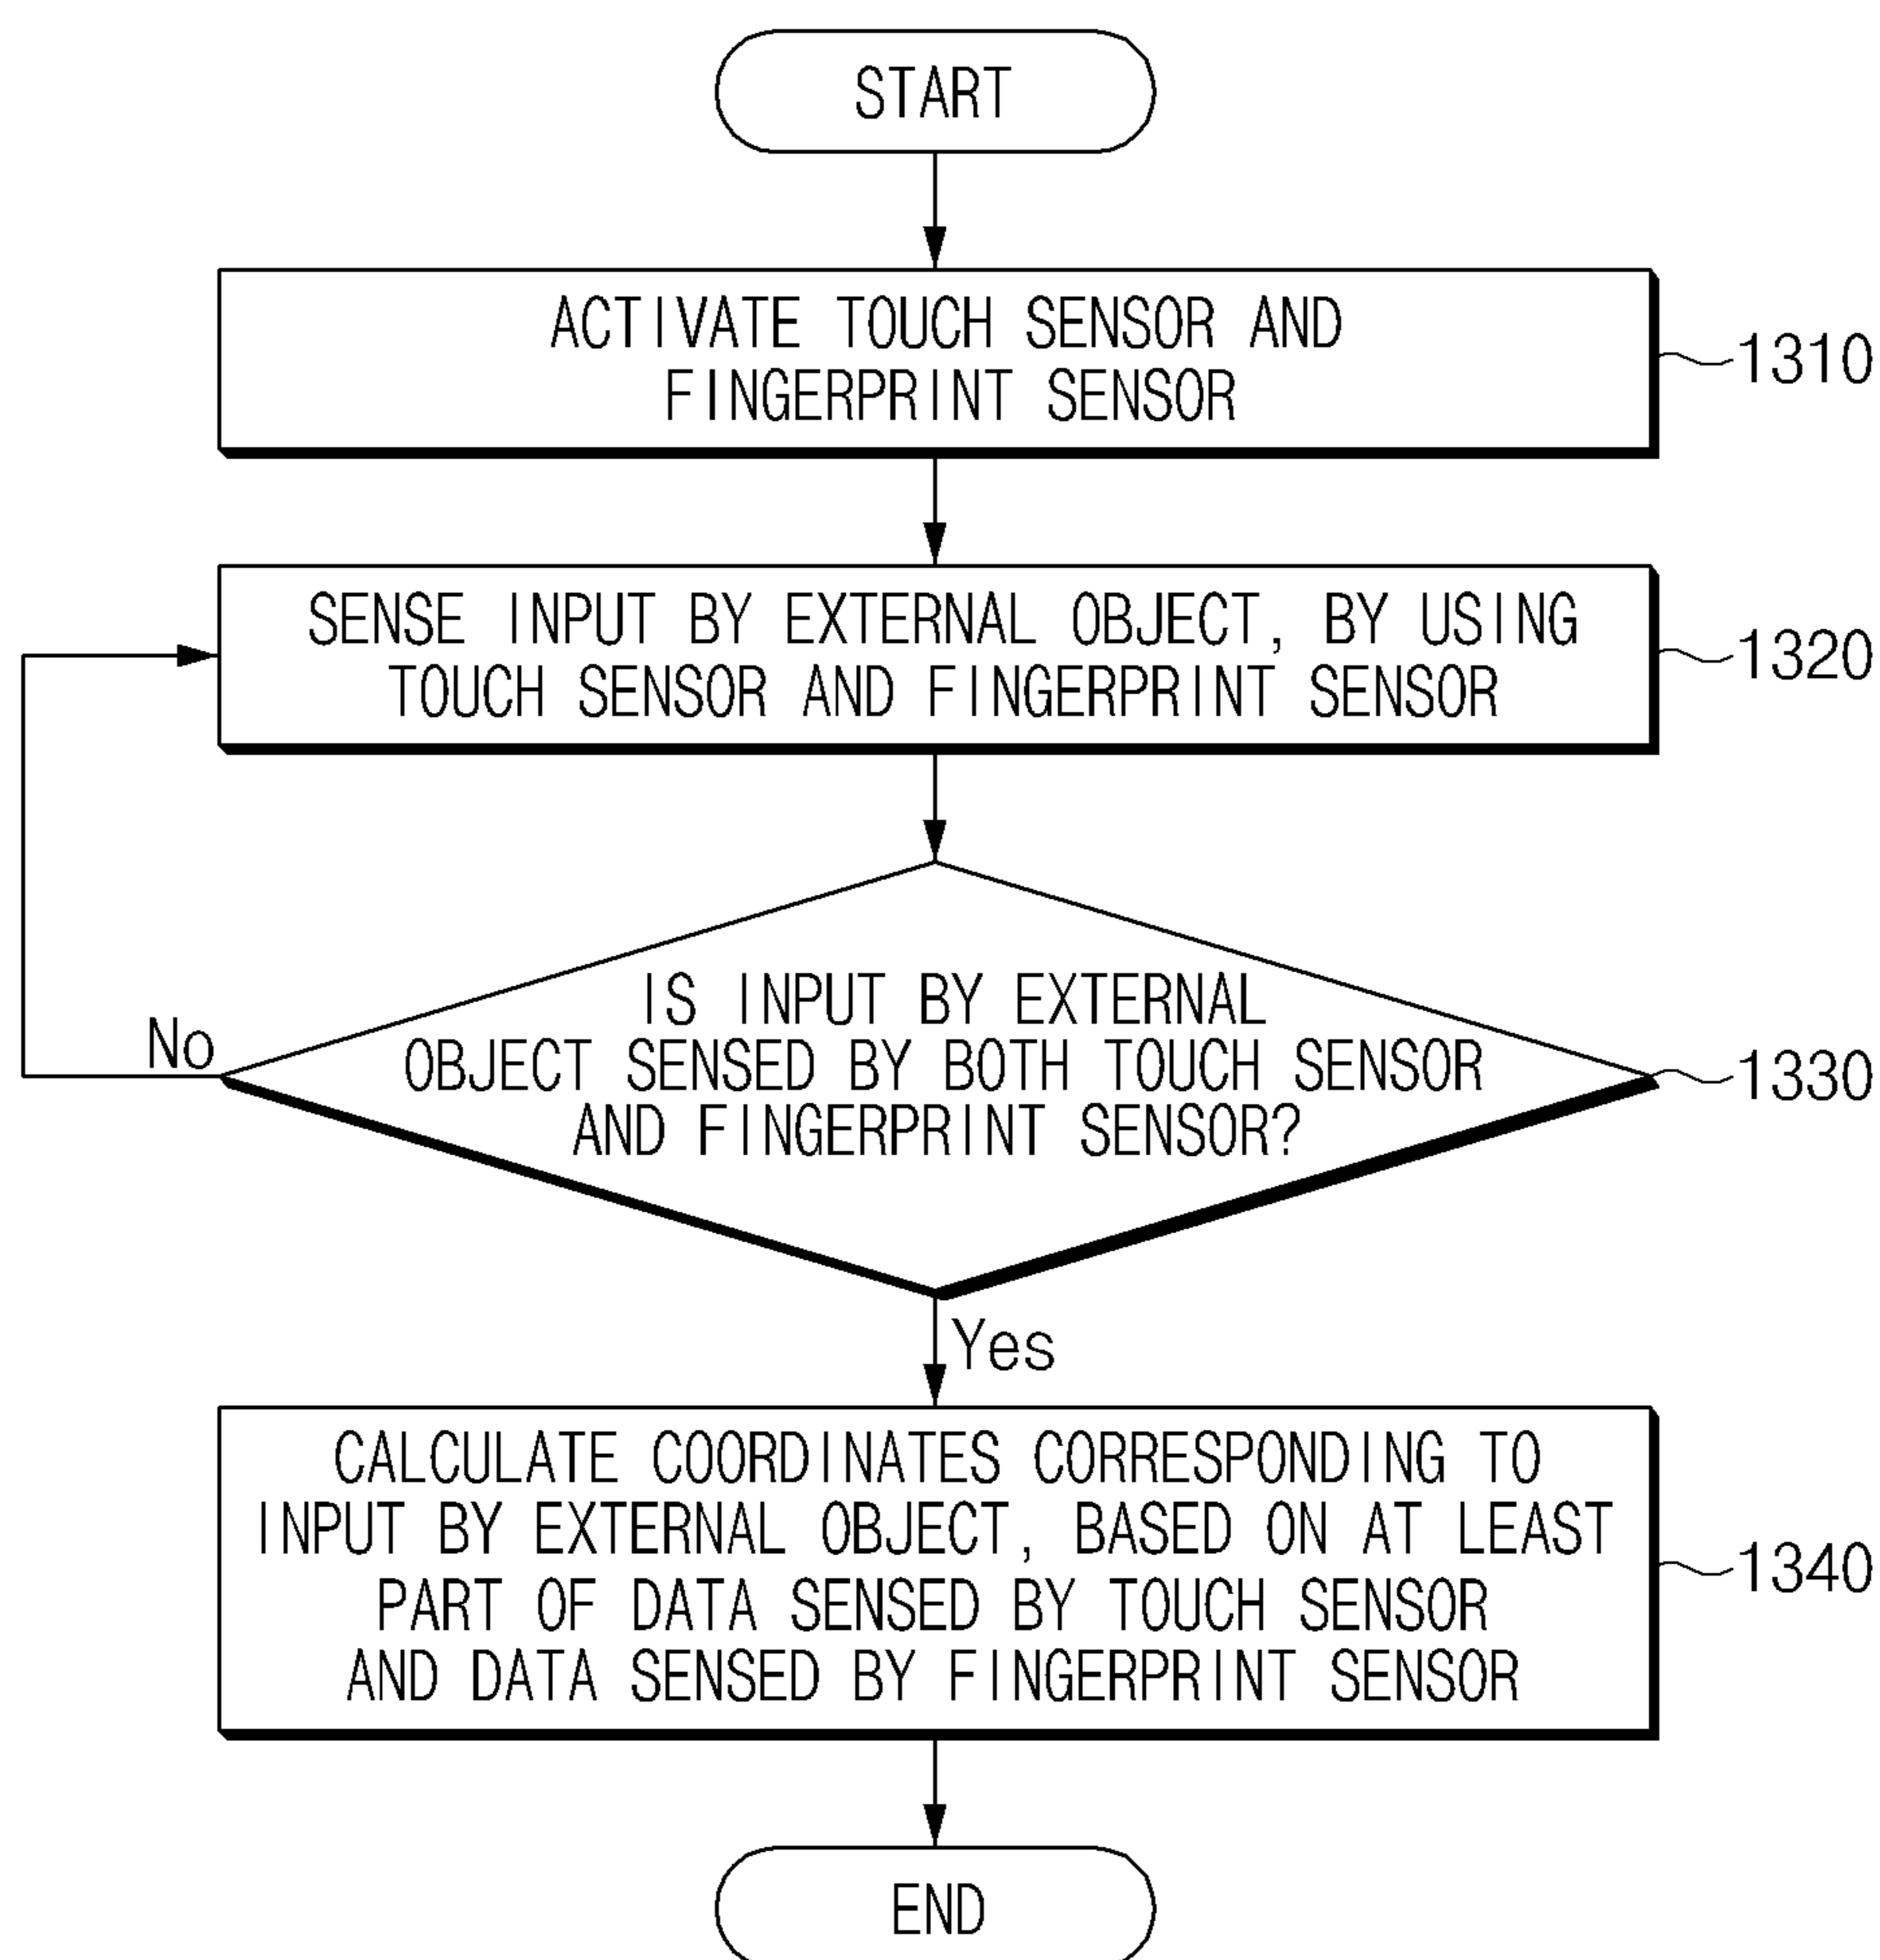 START
ACTIVATE TOUCH SENSOR AND
FINGERPRINT SENSOR
1310
SENSE INPUT BY EXTERNAL OBJECT, BY USING
TOUCH SENSOR AND FINGERPRINT SENSOR
1320
IS INPUT BY EXTERNAL
OBJECT SENSED BY BOTH TOUCH SENSOR
AND FINGERPRINT SENSOR?
No
1330
Yes
CALCULATE COORDINATES CORRESPONDING TO
INPUT BY EXTERNAL OBJECT, BASED ON AT LEAST
PART OF DATA SENSED BY TOUCH SENSOR
AND DATA SENSED BY FINGERPRINT SENSOR
1340
END